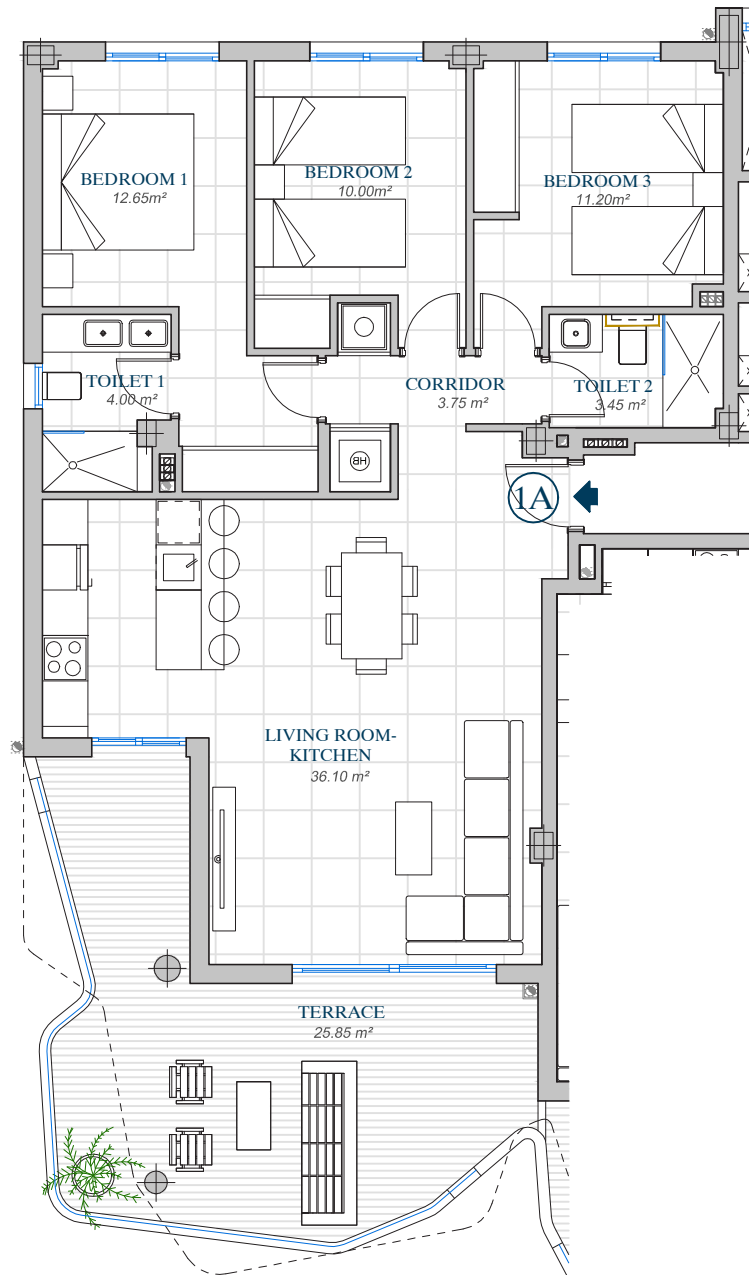 BEDROOM 1
12.65m²
BEDROOM 2
10.00m²
BEDROOM 3
11.20m²
TOILET 1
4.00 m²
CORRIDOR
3.75 m²
TOILET 2
3.45 m²
HB
1A
LIVING ROOM-
KITCHEN
36.10 m²
TERRACE
25.85 m²